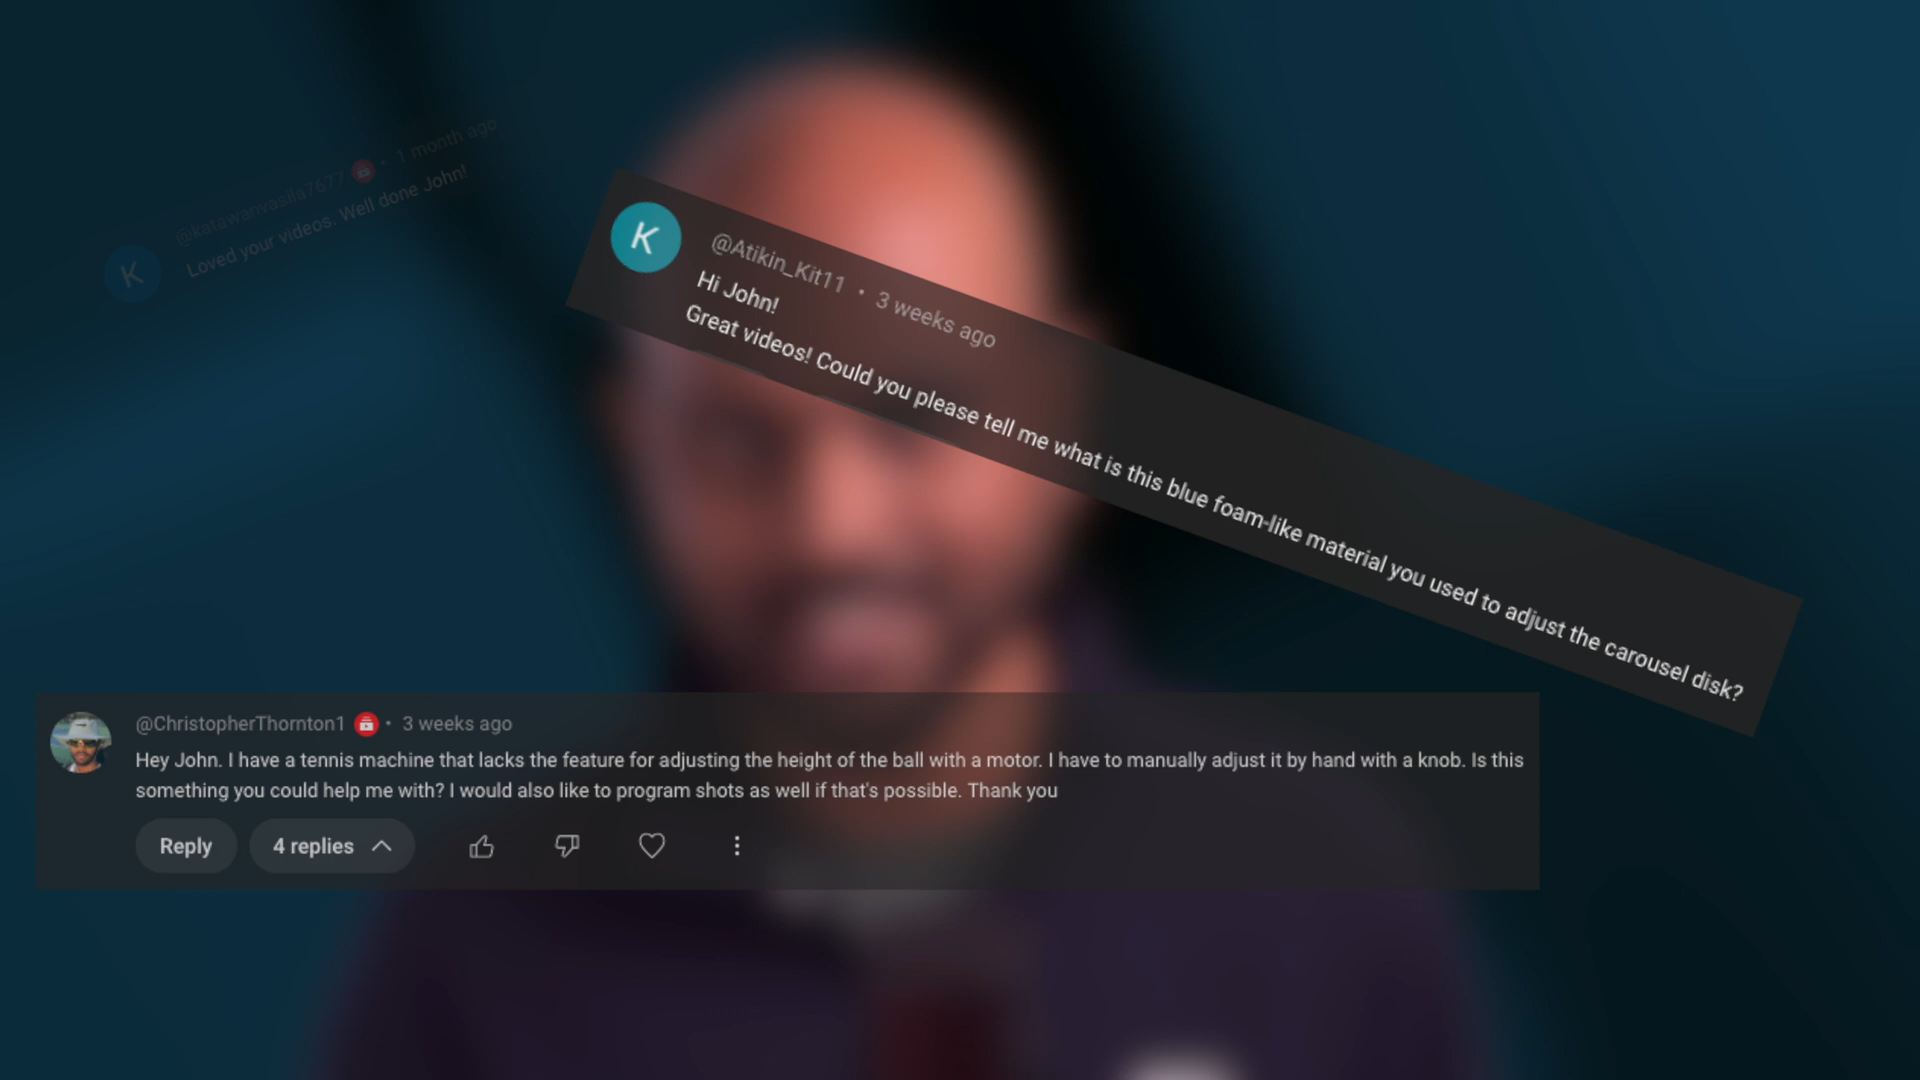 @katawanvasila7677 • 1 month ago
Loved your videos. Well done John!
K
@Atikin_Kit11 • 3 weeks ago
Hi John!
Great videos! Could you please tell me what is this blue foam-like material you used to adjust the carousel disk?
K
@ChristopherThornton1 • 3 weeks ago
Hey John. I have a tennis machine that lacks the feature for adjusting the height of the ball with a motor. I have to manually adjust it by hand with a knob. Is this
something you could help me with? I would also like to program shots as well if that's possible. Thank you
Reply 4 replies